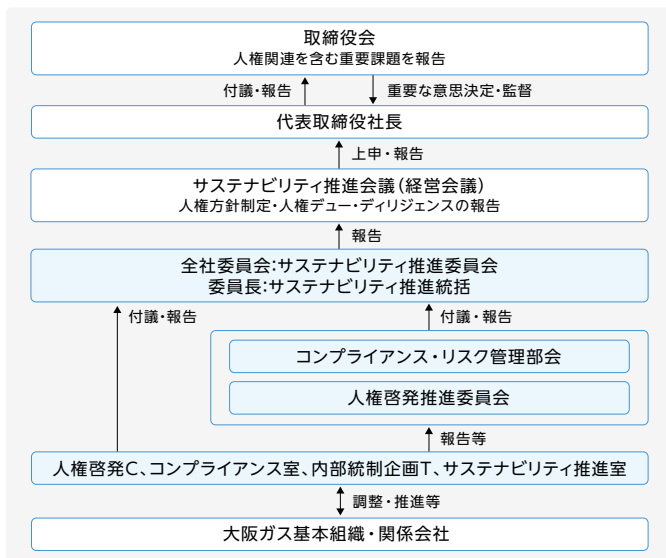 取締役会
人権関連を含む重要課題を報告
付議・報告
重要な意思決定・監督
代表取締役社長
上申・報告
サステナビリティ推進会議(経営会議)
人権方針制定・人権デュー・ディリジェンスの報告
報告
全社委員会:サステナビリティ推進委員会
委員長:サステナビリティ推進統括
付議・報告
付議・報告
コンプライアンス・リスク管理部会
人権啓発推進委員会
報告等
人権啓発C、コンプライアンス室、内部統制企画T、サステナビリティ推進室
調整・推進等
大阪ガス基本組織・関係会社